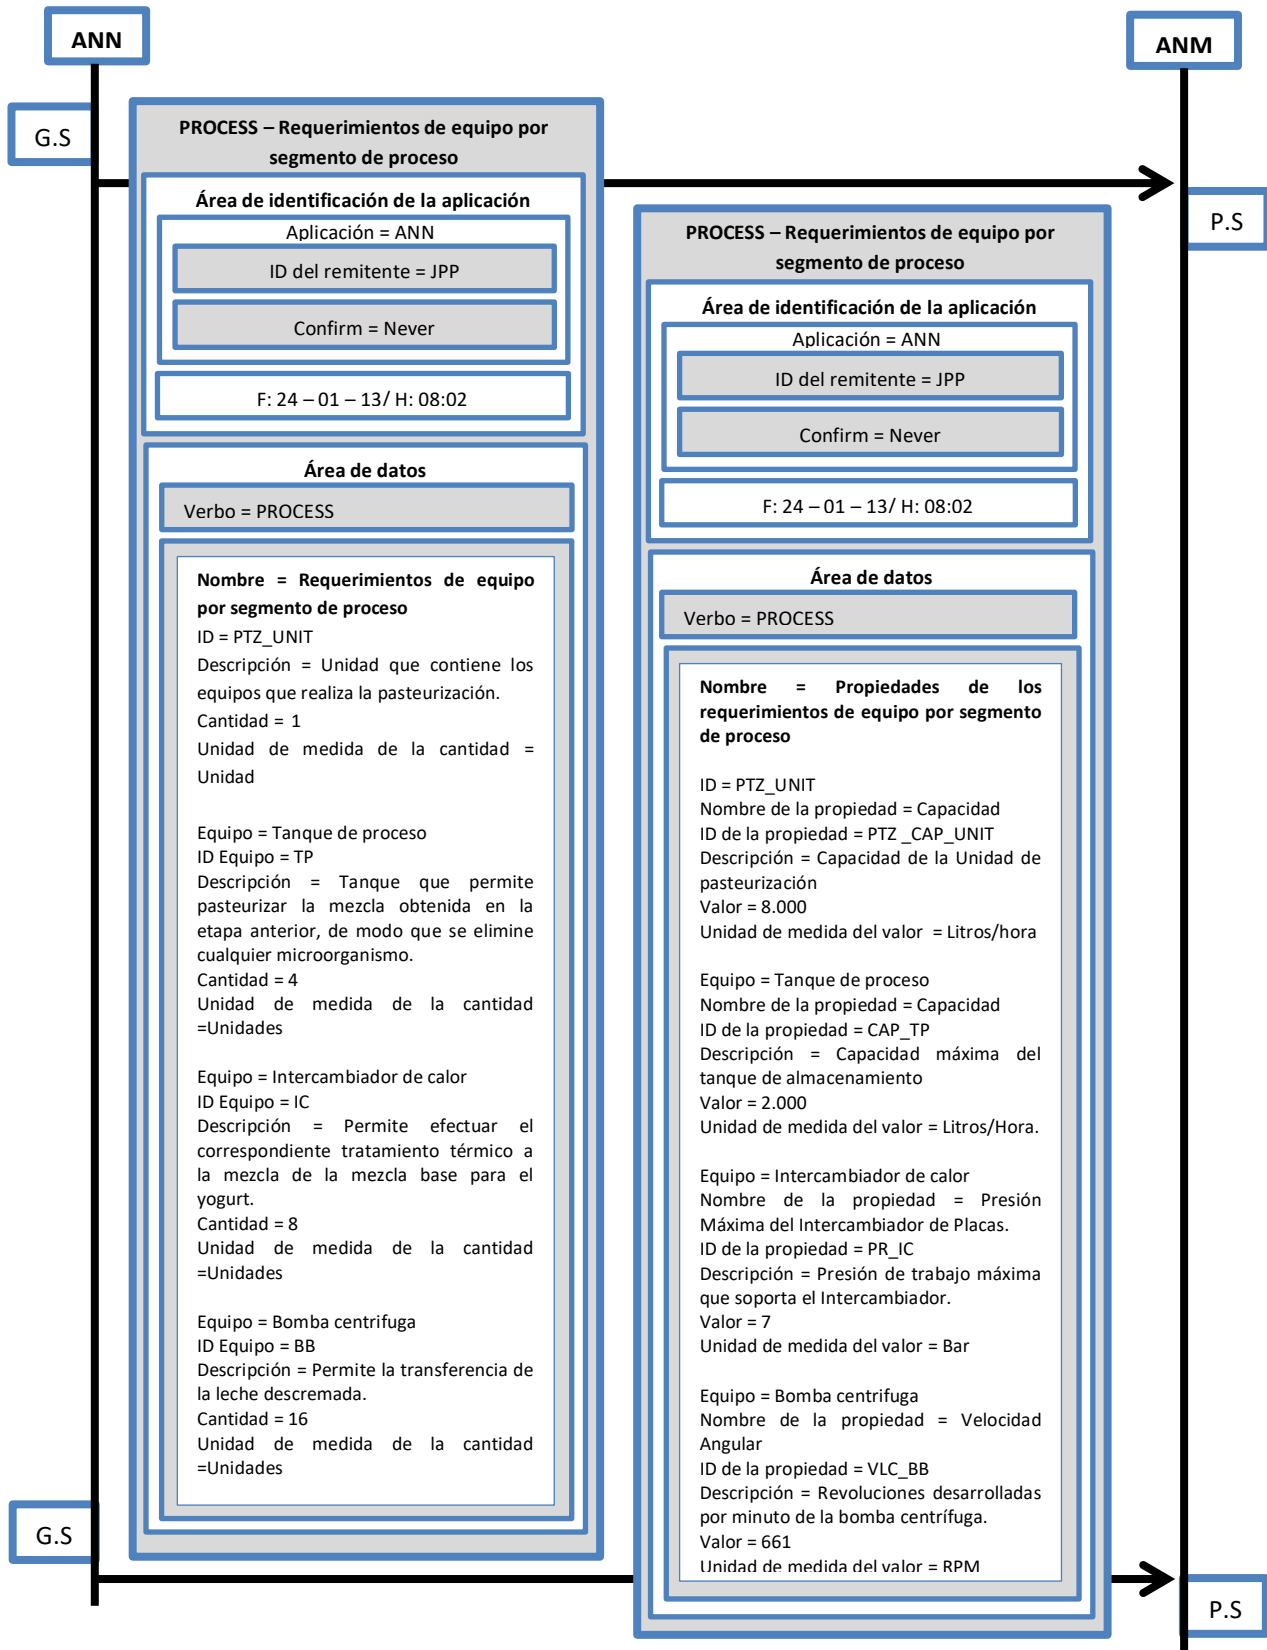 ANN
ANM
G.S
PROCESS – Requerimientos de equipo por
segmento de proceso
Área de identificación de la aplicación
Aplicación = ANN
ID del remitente = JPP
Confirm = Never
F: 24 – 01 – 13/ H: 08:02
Área de datos
Verbo = PROCESS
Nombre = Requerimientos de equipo
por segmento de proceso
ID = PTZ_UNIT
Descripción = Unidad que contiene los
equipos que realiza la pasteurización.
Cantidad = 1
Unidad de medida de la cantidad =
Unidad
Equipo = Tanque de proceso
ID Equipo = TP
Descripción = Tanque que permite
pasteurizar la mezcla obtenida en la
etapa anterior, de modo que se elimine
cualquier microorganismo.
Cantidad = 4
Unidad de medida de la cantidad
=Unidades
Equipo = Intercambiador de calor
ID Equipo = IC
Descripción = Permite efectuar el
correspondiente tratamiento térmico a
la mezcla de la mezcla base para el
yogurt.
Cantidad = 8
Unidad de medida de la cantidad
=Unidades
Equipo = Bomba centrifuga
ID Equipo = BB
Descripción = Permite la transferencia de
la leche descremada.
Cantidad = 16
Unidad de medida de la cantidad
=Unidades
G.S
P.S
PROCESS – Requerimientos de equipo por
segmento de proceso
Área de identificación de la aplicación
Aplicación = ANN
ID del remitente = JPP
Confirm = Never
F: 24 – 01 – 13/ H: 08:02
Área de datos
Verbo = PROCESS
Nombre = Propiedades de los
requerimientos de equipo por segmento
de proceso
ID = PTZ_UNIT
Nombre de la propiedad = Capacidad
ID de la propiedad = PTZ _CAP_UNIT
Descripción = Capacidad de la Unidad de
pasteurización
Valor = 8.000
Unidad de medida del valor = Litros/hora
Equipo = Tanque de proceso
Nombre de la propiedad = Capacidad
ID de la propiedad = CAP_TP
Descripción = Capacidad máxima del
tanque de almacenamiento
Valor = 2.000
Unidad de medida del valor = Litros/Hora.
Equipo = Intercambiador de calor
Nombre de la propiedad = Presión
Máxima del Intercambiador de Placas.
ID de la propiedad = PR_IC
Descripción = Presión de trabajo máxima
que soporta el Intercambiador.
Valor = 7
Unidad de medida del valor = Bar
Equipo = Bomba centrifuga
Nombre de la propiedad = Velocidad
Angular
ID de la propiedad = VLC_BB
Descripción = Revoluciones desarrolladas
por minuto de la bomba centrífuga.
Valor = 661
Unidad de medida del valor = RPM
P.S